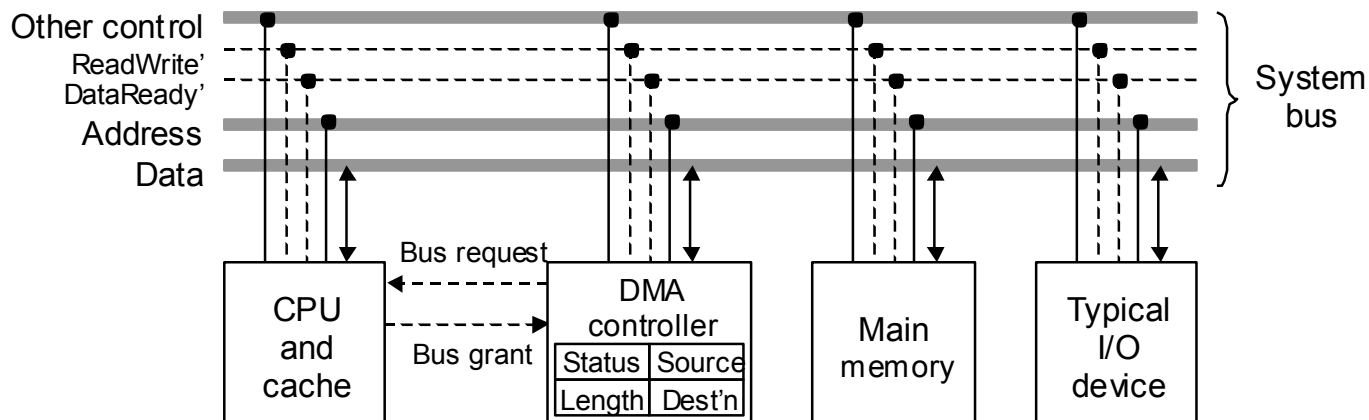 Other control
ReadWrite’
DataReady’
Address
Data
System
bus
Bus request
Bus grant
CPU
and
cache
DMA
controller
Status Source
Length Dest’n
Main
memory
Typical
I/O
device